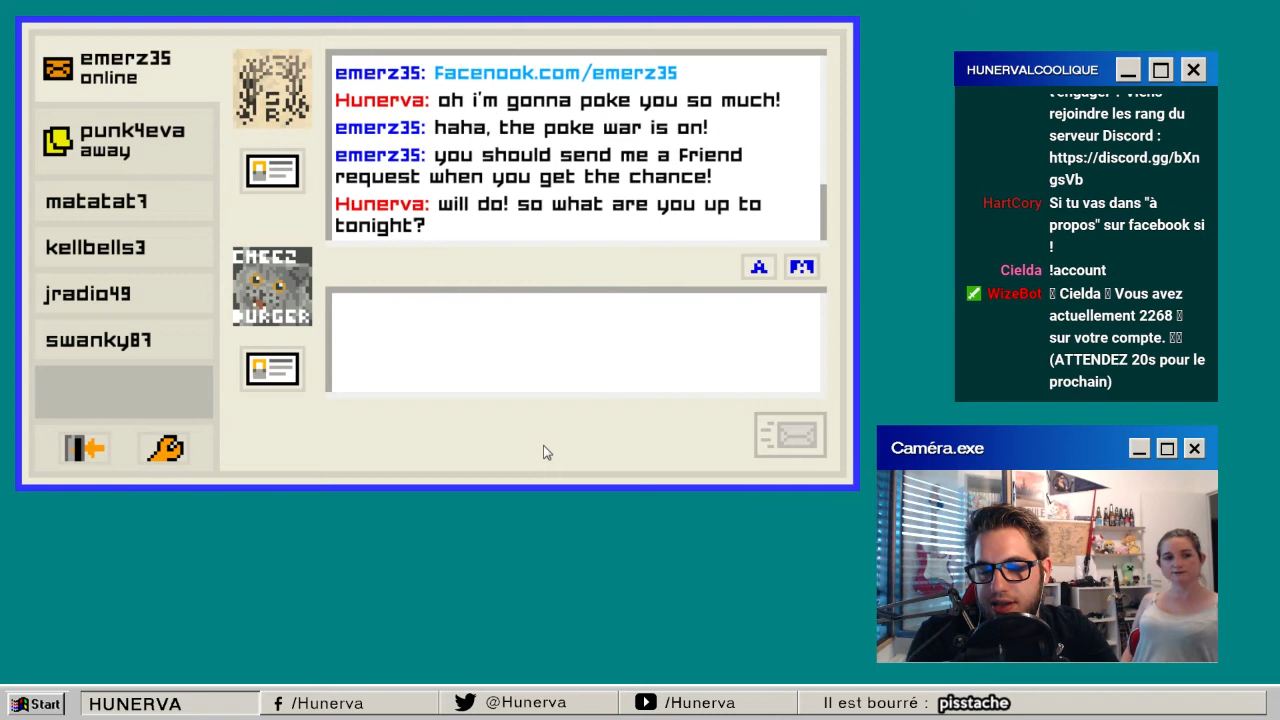 emerz35
online
punk4eva
away
matatat7
kellbells3
jradio49
swanky87
CHEEZ
BURGER
emerz35: Facenook.com/emerz35
Hunerva: oh i'm gonna poke you so much!
emerz35: haha, the poke war is on!
emerz35: you should send me a friend
request when you get the chance!
Hunerva: will do! so what are you up to
tonight?
A
HUNERVALCOOLIQUE
t'engager ? Viens
rejoindre les rang du
serveur Discord :
https://discord.gg/bXn
gsVb
HartCory Si tu vas dans "à
propos" sur facebook si
!
Cielda !account
WizeBot Cielda Vous avez
actuellement 2268
sur votre compte.
(ATTENDEZ 20s pour le
prochain)
Caméra.exe
Start
HUNERVA
/Hunerva
@Hunerva
/Hunerva
Il est bourré : pisstache